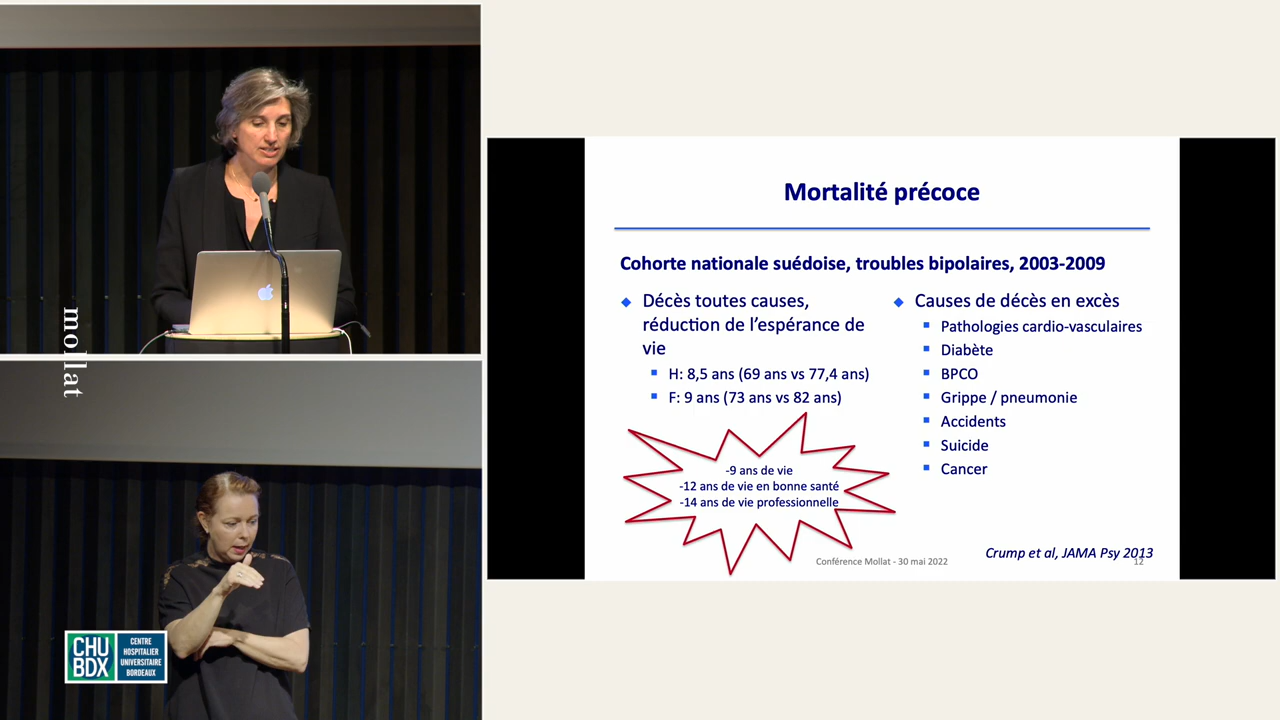 mollat
CHU
BDX
CENTRE
HOSPITALIER
UNIVERSITAIRE
BORDEAUX
Mortalité précoce
Cohorte nationale suédoise, troubles bipolaires, 2003-2009
Décès toutes causes,
réduction de l'espérance de
vie
H: 8,5 ans (69 ans vs 77,4 ans)
F: 9 ans (73 ans vs 82 ans)
-9 ans de vie
-12 ans de vie en bonne santé
-14 ans de vie professionnelle
Causes de décès en excès
Pathologies cardio-vasculaires
Diabète
BPCO
Grippe / pneumonie
Accidents
Suicide
Cancer
Crump et al, JAMA Psy 2013
Conférence Mollat - 30 mai 2022
12